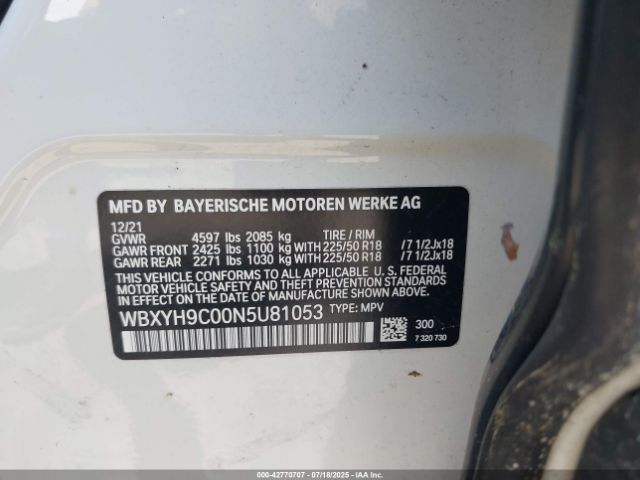 MFD BY BAYERISCHE MOTOREN WERKE AG
12/21
GVWR 4597 lbs 2085 kg TIRE / RIM
GAWR FRONT 2425 lbs 1100 kg WITH 225/50 R18 /7 1/2Jx18
GAWR REAR 2271 lbs 1030 kg WITH 225/50 R18 /7 1/2Jx18
THIS VEHICLE CONFORMS TO ALL APPLICABLE U. S. FEDERAL
MOTOR VEHICLE SAFETY AND THEFT PREVENTION STANDARDS
IN EFFECT ON THE DATE OF MANUFACTURE SHOWN ABOVE.
WBXYH9C00N5U81053 TYPE: MPV
300
7 320 730
000-42770707 - 07/18/2025 - IAAI.COM